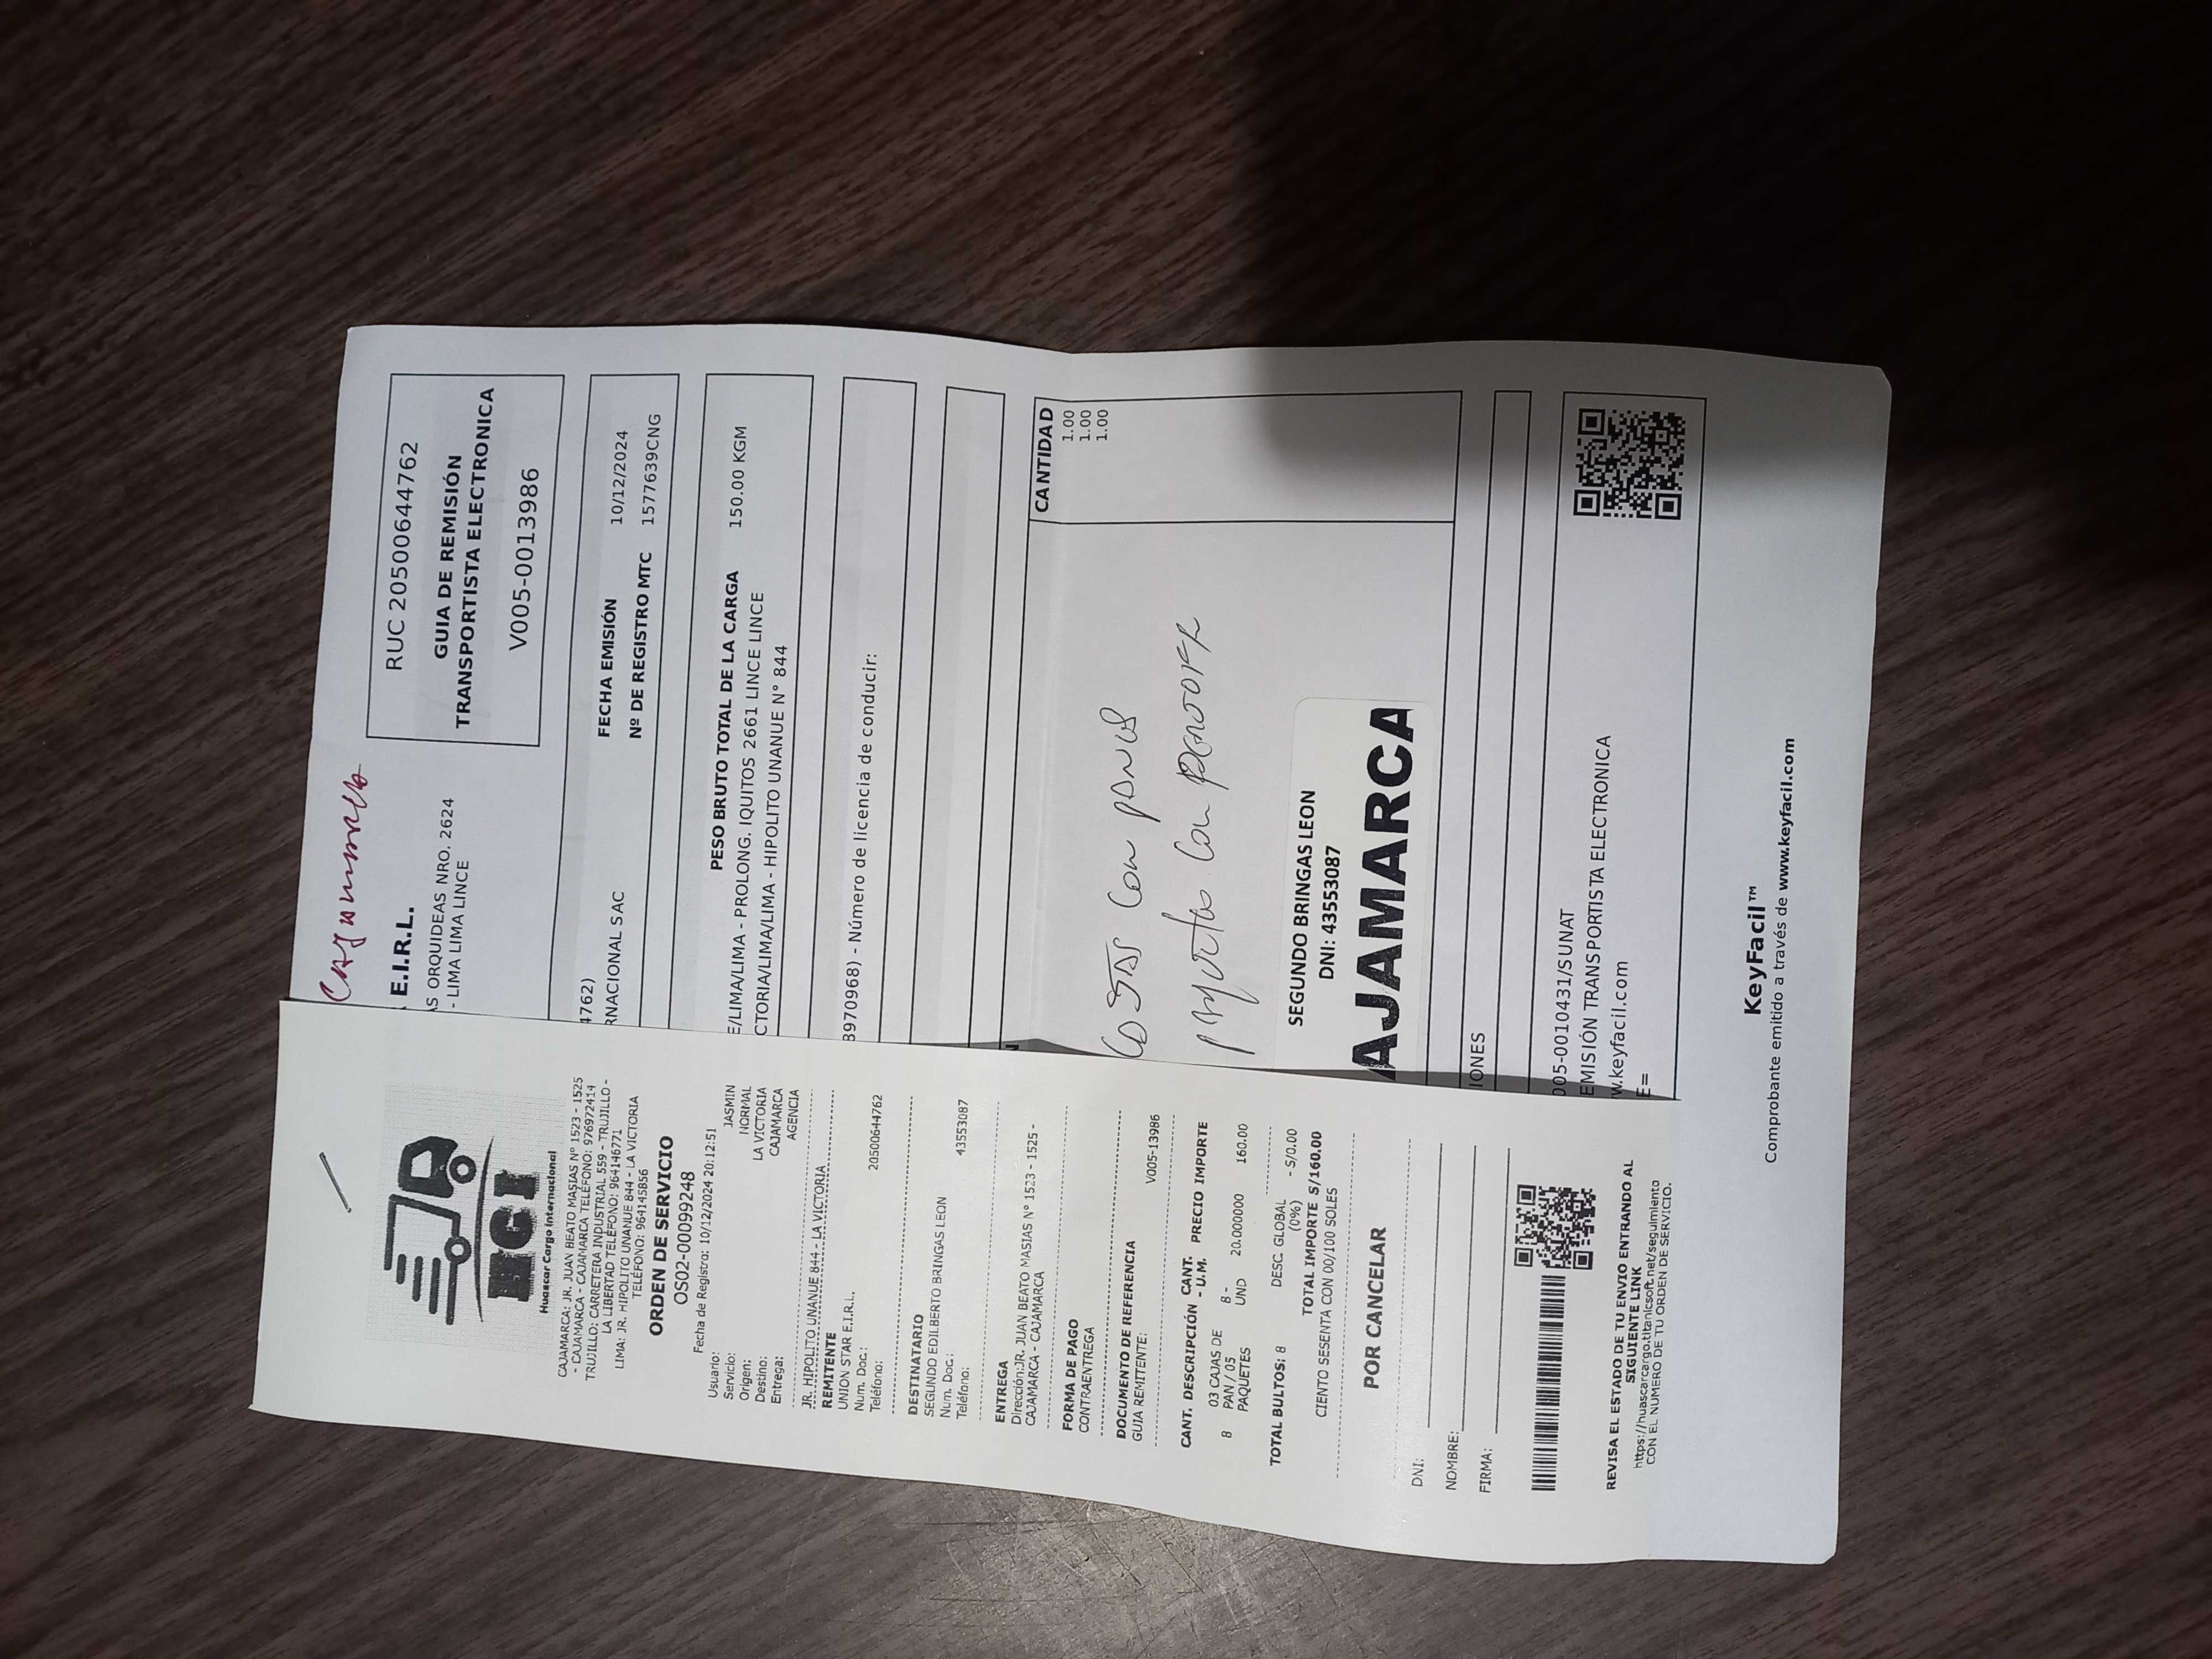 HGI
Huascar Cargo Internacional
CAJAMARCA: JR. JUAN BEATO MASIAS Nº 1523 - 1525
- CAJAMARCA - CAJAMARCA TELÉFONO: 976972414
TRUJILLO: CARRETERA INDUSTRIAL 559 - TRUJILLO -
LA LIBERTAD TELÉFONO: 964146771
LIMA: JR. HIPOLITO UNANUE 844 - LA VICTORIA
TELÉFONO: 964145856
ORDEN DE SERVICIO
OS02-00099248
Fecha de Registro: 10/12/2024 20:12:51
Usuario: JASMIN
Servicio: NORMAL
Origen: LA VICTORIA
Destino: CAJAMARCA
Entrega: AGENCIA
JR. HIPOLITO UNANUE 844 - LA VICTORIA
REMITENTE
UNION STAR E.I.R.L.
Num. Doc.: 20500644762
Teléfono:
DESTINATARIO
SEGUNDO EDILBERTO BRINGAS LEON
Num. Doc.: 43553087
Teléfono:
ENTREGA
Dirección:JR. JUAN BEATO MASIAS Nº 1523 - 1525 -
CAJAMARCA - CAJAMARCA
FORMA DE PAGO
CONTRAENTREGA
DOCUMENTO DE REFERENCIA
GUIA REMITENTE: V005-13986
CANT. DESCRIPCIÓN CANT. - U.M. PRECIO IMPORTE
8 03 CAJAS DE PAN / 05 PAQUETES 8 - UND 20.0000000 160.00
TOTAL BULTOS: 8
DESC. GLOBAL (0%) - S/0.00
TOTAL IMPORTE S/160.00
CIENTO SESENTA CON 00/100 SOLES
POR CANCELAR
DNI:
NOMBRE:
FIRMA:
REVISA EL ESTADO DE TU ENVIO ENTRANDO AL
SIGUIENTE LINK
https://huascarcargo.titanicsoft.net/seguimiento
CON EL NUMERO DE TU ORDEN DE SERVICIO.
E.I.R.L.
AS ORQUIDEAS NRO. 2624
- LIMA LIMA LINCE
RUC 20500644762
GUIA DE REMISIÓN
TRANSPORTISTA ELECTRONICA
V005-0013986
4762)
RNACIONAL SAC
FECHA EMISIÓN 10/12/2024
Nº DE REGISTRO MTC 1577639CNG
PESO BRUTO TOTAL DE LA CARGA 150.00 KGM
E/LIMA/LIMA - PROLONG. IQUITOS 2661 LINCE LINCE
CTORIA/LIMA/LIMA - HIPOLITO UNANUE N° 844
8970968) - Número de licencia de conducir:
CANTIDAD
1.00
1.00
1.00
con
con
SEGUNDO BRINGAS LEON
DNI: 43553087
AJAMARCA
IONES
005-0010431/SUNAT
EMISIÓN TRANSPORTISTA ELECTRONICA
w.keyfacil.com
E=
KeyFacil™
Comprobante emitido a través de www.keyfacil.com